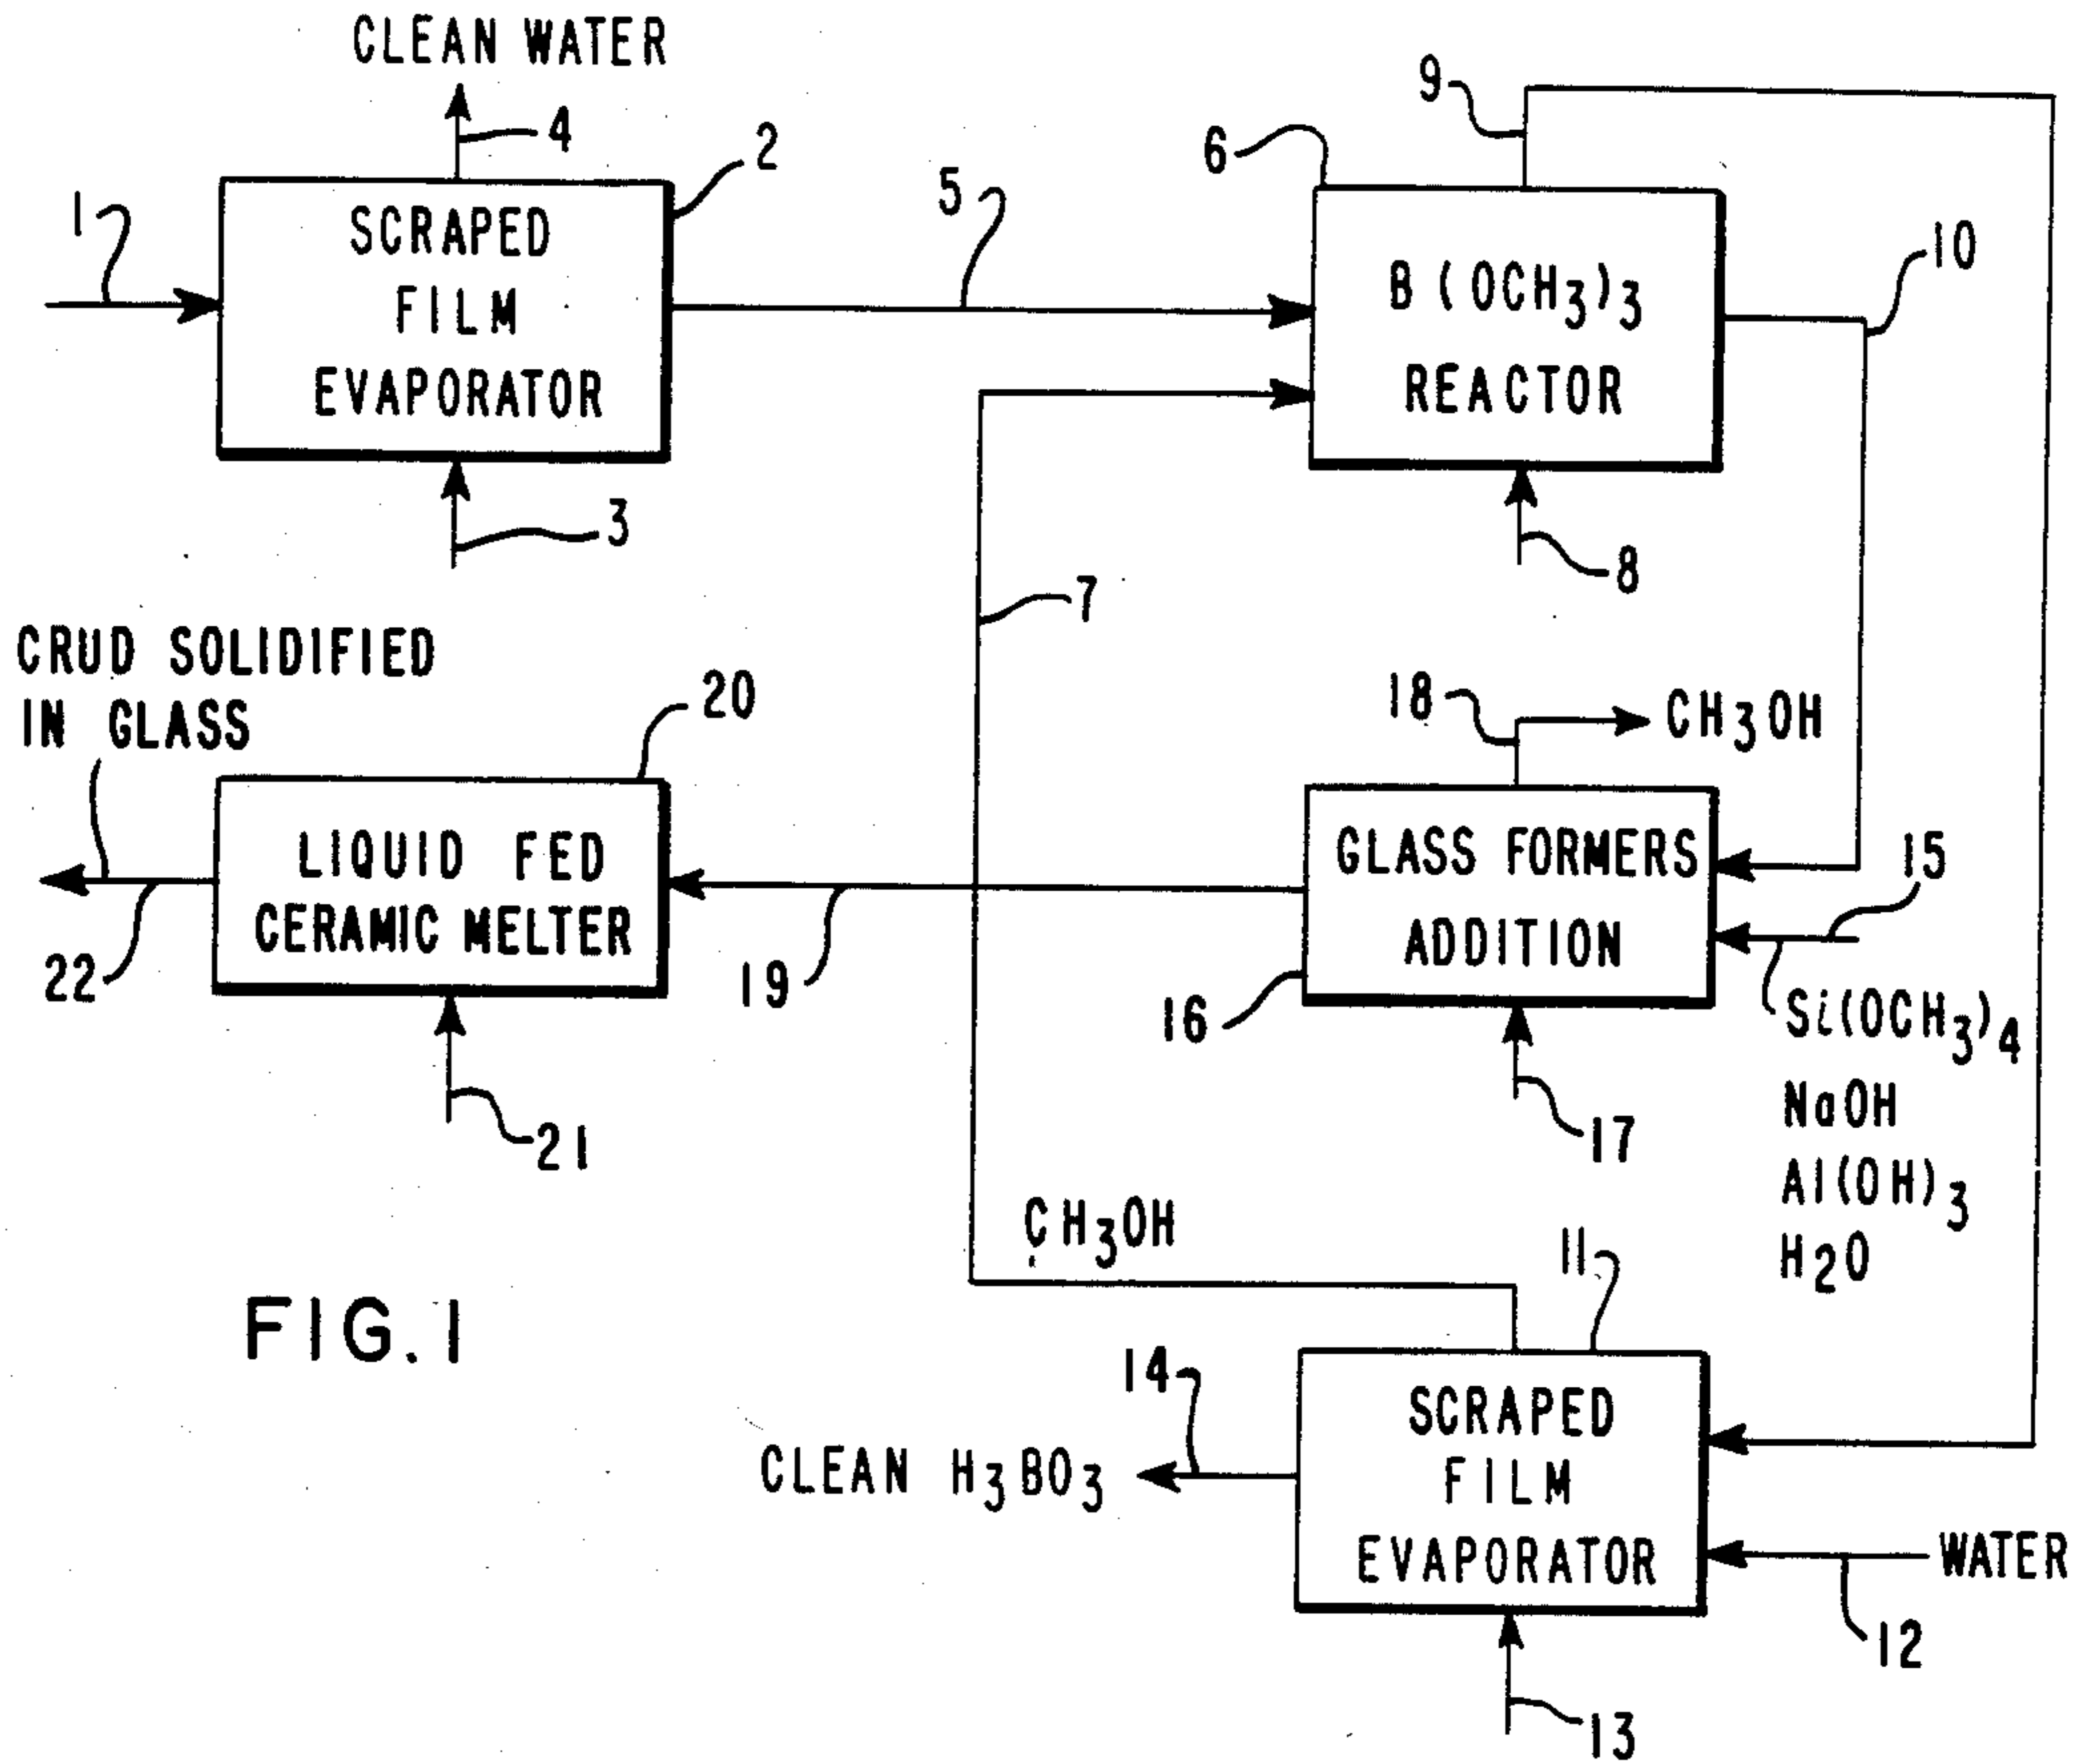 CLEAN WATER
4
2
1
SCRAPED
FILM
EVAPORATOR
3
5
6
9
B(OCH3)3
REACTOR
8
10
7
CRUD SOLIDIFIED
IN GLASS
20
LIQUID FED
CERAMIC MELTER
22
21
19
18
CH3OH
GLASS FORMERS
ADDITION
16
17
15
Si(OCH3)4
NaOH
Al(OH)3
H2O
CH3OH
11
FIG. 1
14
CLEAN H3BO3
SCRAPED
FILM
EVAPORATOR
WATER
12
13